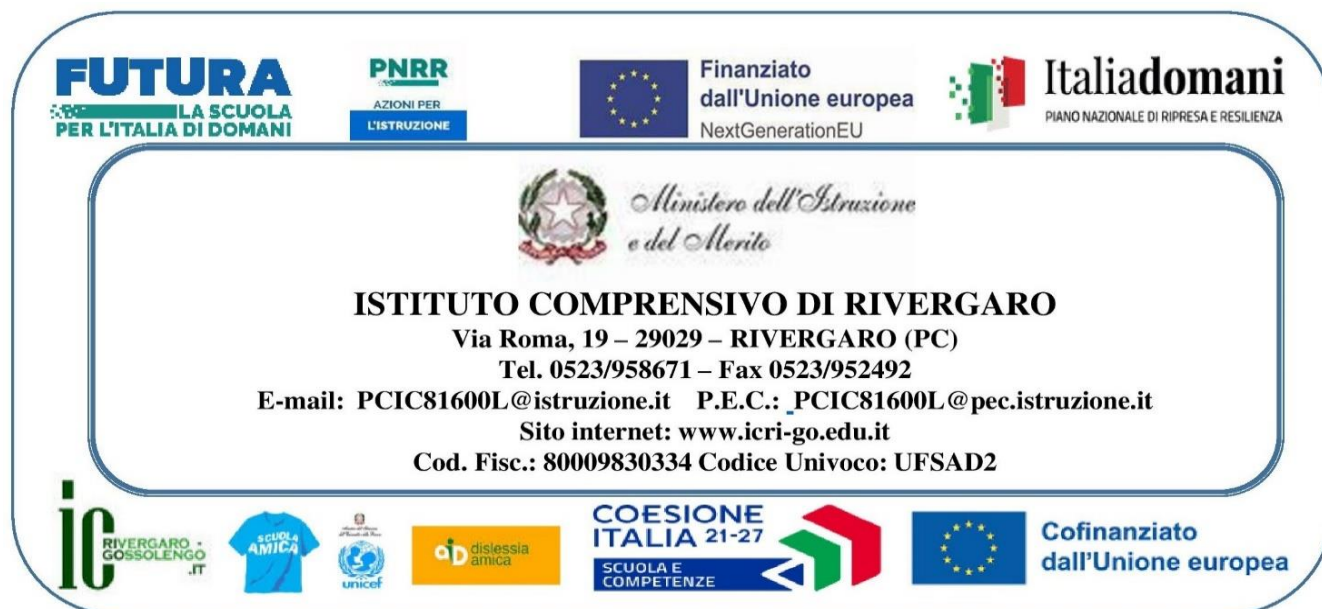 FUTURA
LA SCUOLA
PER L'ITALIA DI DOMANI
PNRR
AZIONI PER
L'ISTRUZIONE
Finanziato
dall'Unione europea
NextGenerationEU
Italiadomani
PIANO NAZIONALE DI RIPRESA E RESILIENZA
Ministero dell'Istruzione
e del Merito
ISTITUTO COMPRENSIVO DI RIVERGARO
Via Roma, 19 – 29029 – RIVERGARO (PC)
Tel. 0523/958671 – Fax 0523/952492
E-mail: PCIC81600L@istruzione.it P.E.C.: PCIC81600L@pec.istruzione.it
Sito internet: www.icri-go.edu.it
Cod. Fisc.: 80009830334 Codice Univoco: UFSAD2
ic
RIVERGARO -
GOSSOLENGO
.IT
SCUOLA
AMICA
unicef
aiD dislessia
amica
COESIONE
ITALIA 21-27
SCUOLA E
COMPETENZE
Cofinanziato
dall'Unione europea